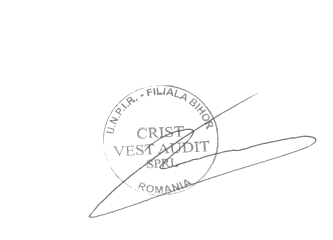 U.N.P.I.R. - FILIALA BIHOR
CRIST
VEST AUDIT
SPRL
ROMANIA